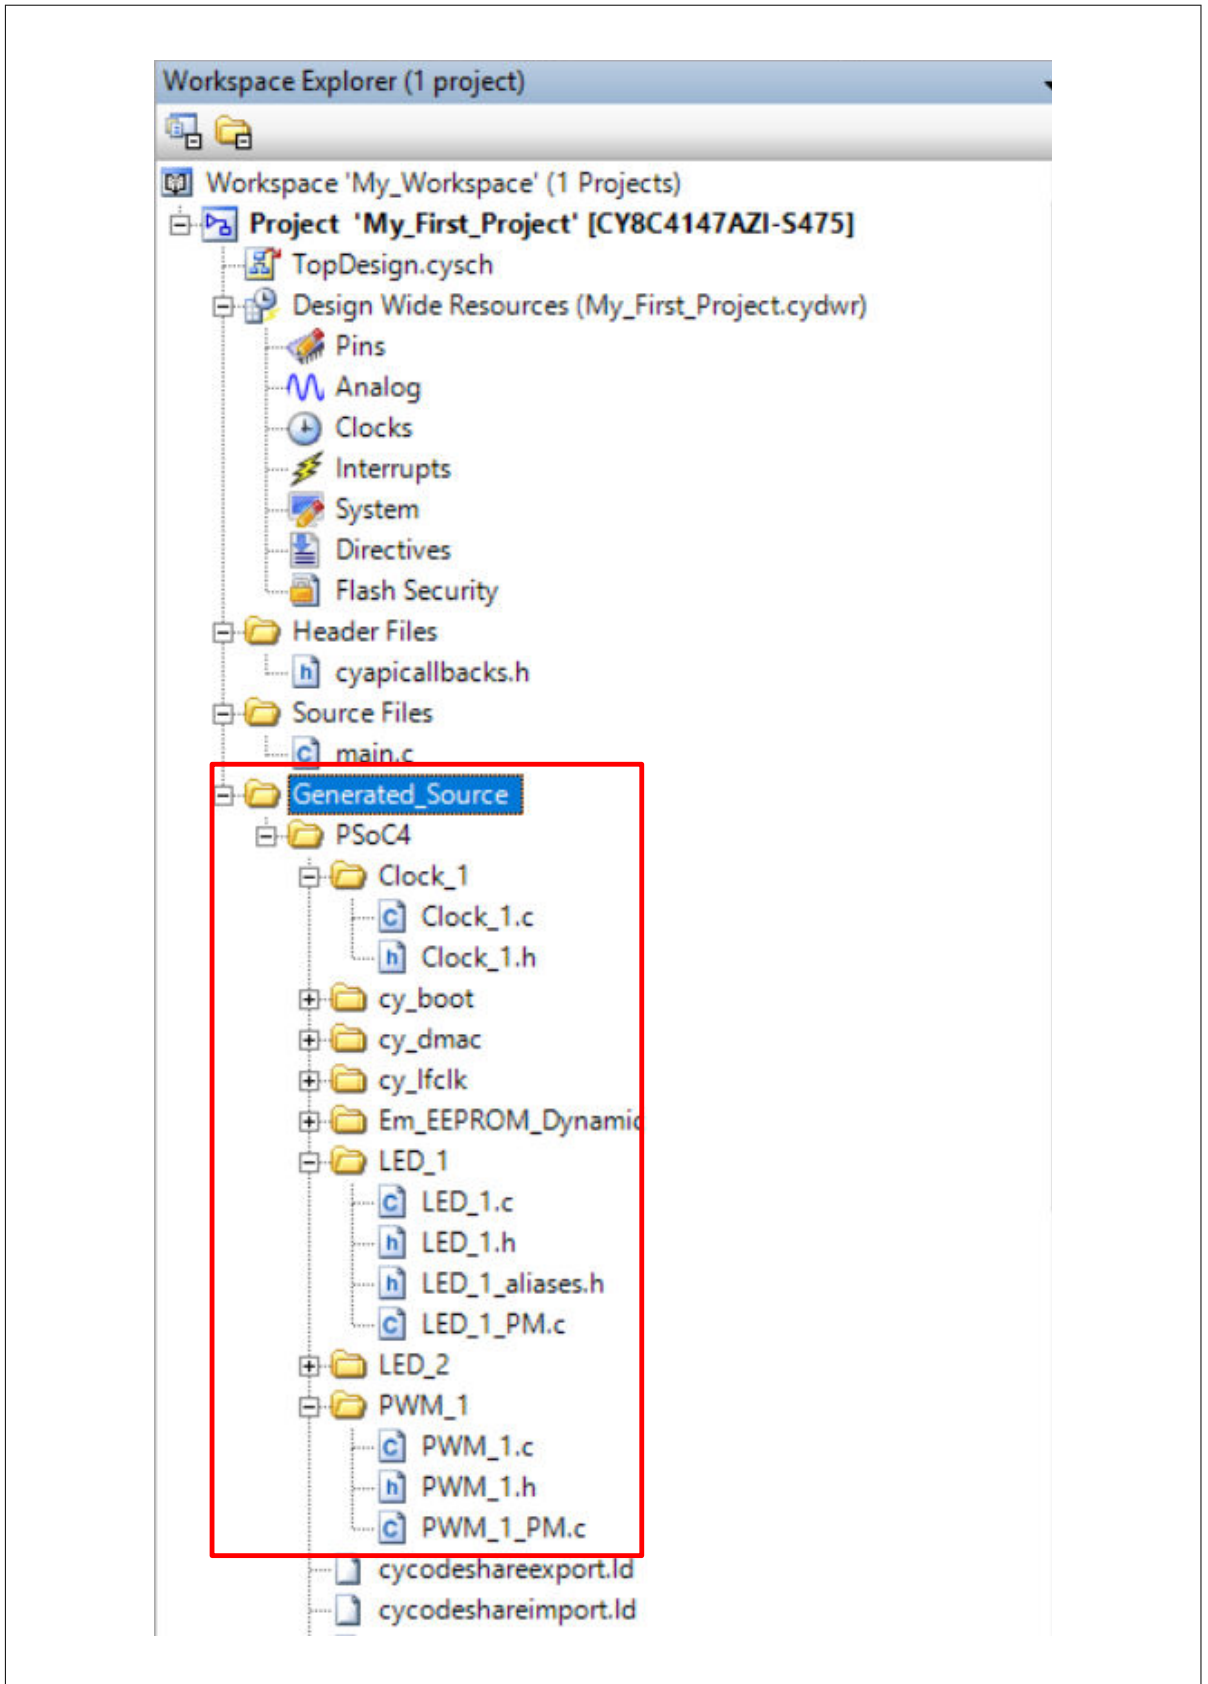 Workspace Explorer (1 project)
Workspace 'My_Workspace' (1 Projects)
Project 'My_First_Project' [CY8C4147AZI-S475]
TopDesign.cysch
Design Wide Resources (My_First_Project.cydwr)
Pins
Analog
Clocks
Interrupts
System
Directives
Flash Security
Header Files
cyapicallbacks.h
Source Files
main.c
Generated_Source
PSoC4
Clock_1
Clock_1.c
Clock_1.h
cy_boot
cy_dmac
cy_lfclk
Em_EEPROM_Dynamic
LED_1
LED_1.c
LED_1.h
LED_1_aliases.h
LED_1_PM.c
LED_2
PWM_1
PWM_1.c
PWM_1.h
PWM_1_PM.c
cycodeshareexport.ld
cycodeshareimport.ld